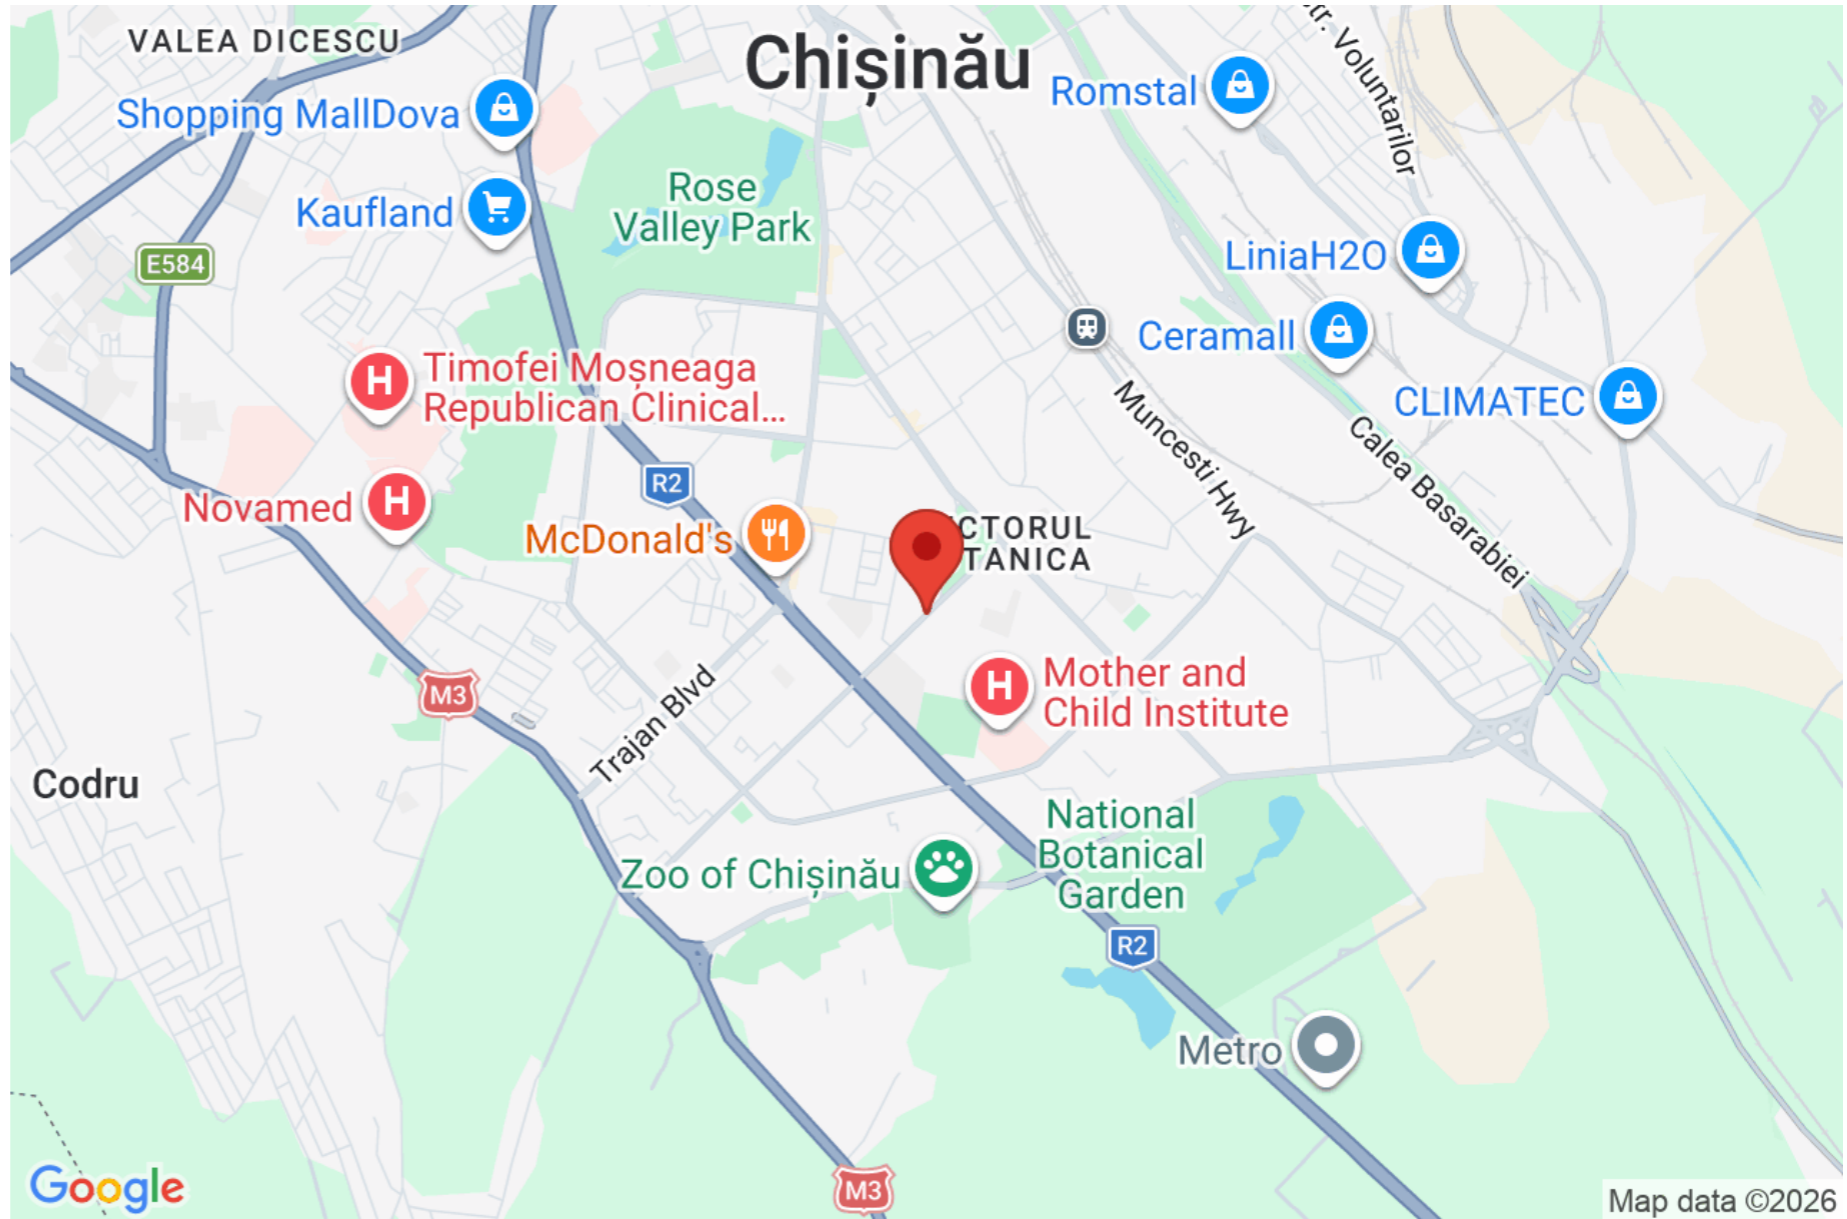 VALEA DICESCU
Chișinău
Romstal
str. Voluntarilor
Shopping MallDova
Rose
Valley Park
Kaufland
LiniaH2O
E584
Ceramall
Timofei Moșneaga
Republican Clinical...
CLIMATEC
Muncesti Hwy
Calea Basarabiei
R2
Novamed
McDonald's
CTORUL
TANICA
Mother and
Child Institute
M3
Trajan Blvd
Codru
National
Botanical
Garden
Zoo of Chișinău
R2
Metro
M3
Google
Map data ©2026